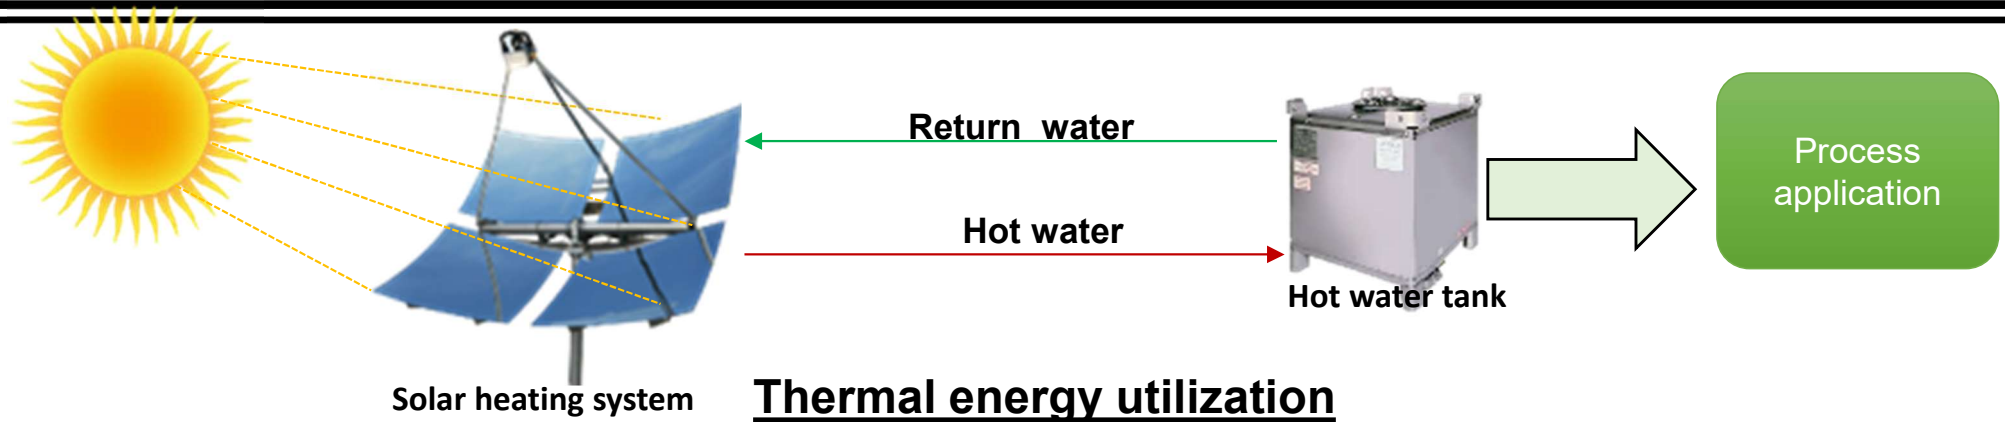 Return  water
Process
application
Hot water
Hot water tank
Solar heating system
Thermal energy utilization